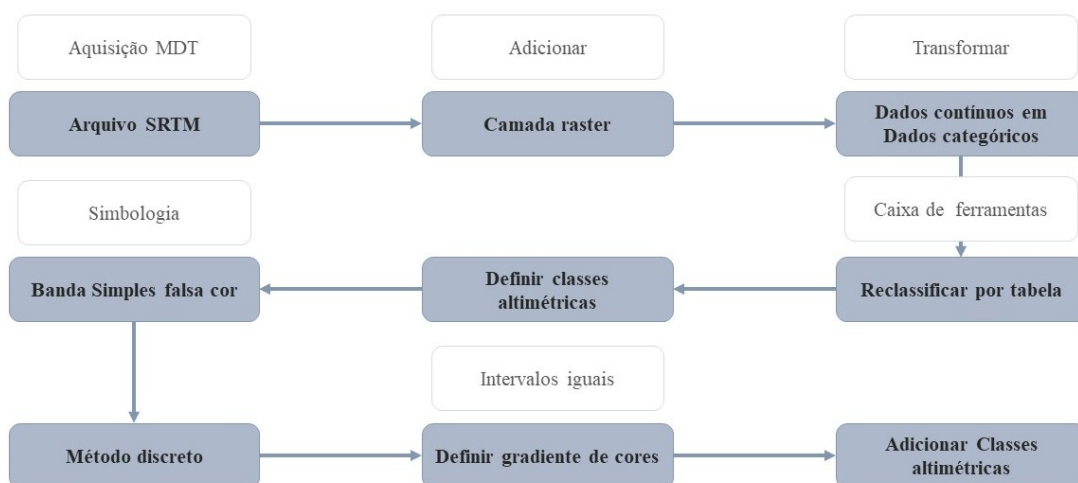 Aquisição MDT
Adicionar
Transformar
Arquivo SRTM
Camada raster
Dados contínuos em
Dados categóricos
Simbologia
Caixa de ferramentas
Banda Simples falsa cor
Definir classes
altimétricas
Reclassificar por tabela
Intervalos iguais
Método discreto
Definir gradiente de cores
Adicionar Classes
altimétricas